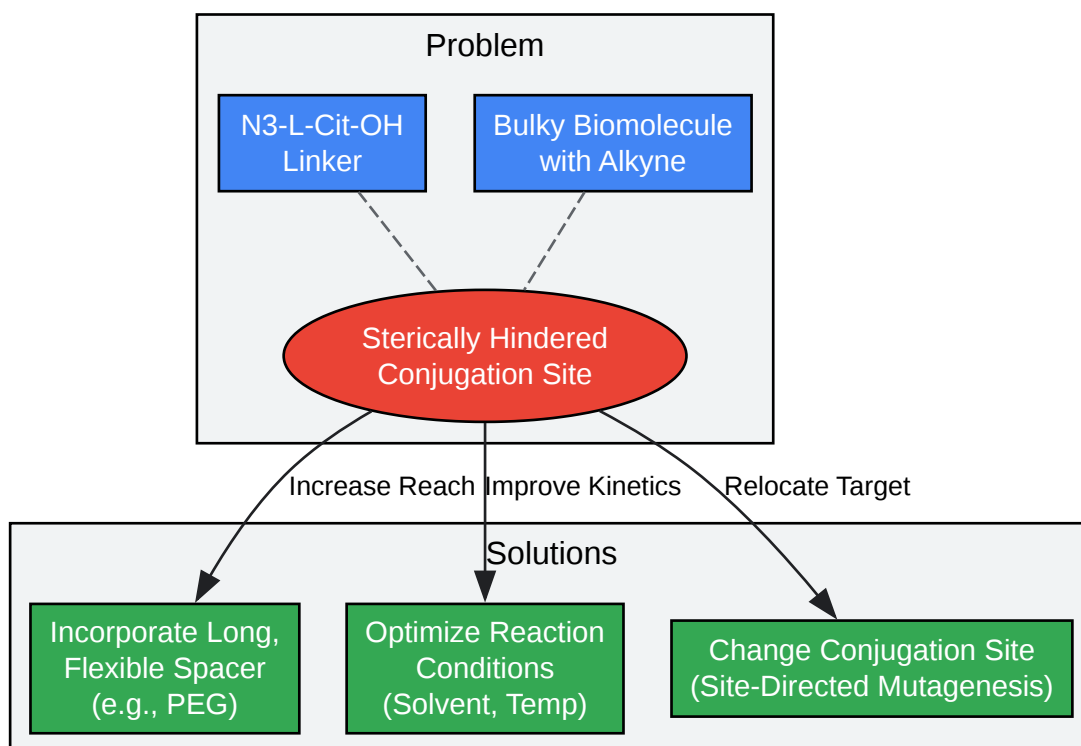 Problem
N3-L-Cit-OH
Linker
Bulky Biomolecule
with Alkyne
Sterically Hindered
Conjugation Site
Increase Reach
Improve Kinetics
Relocate Target
Solutions
Incorporate Long,
Flexible Spacer
(e.g., PEG)
Optimize Reaction
Conditions
(Solvent, Temp)
Change Conjugation Site
(Site-Directed Mutagenesis)